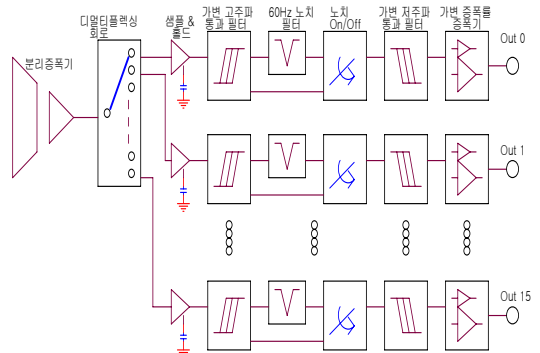 디멀티플렉싱
회로
샘플 &
홀드
가변 고주파
통과 필터
60Hz 노치
필터
노치
On/Off
가변 저주파
통과 필터
가변 증폭률
증폭기
분리증폭기
Out 0
Out 1
Out 15